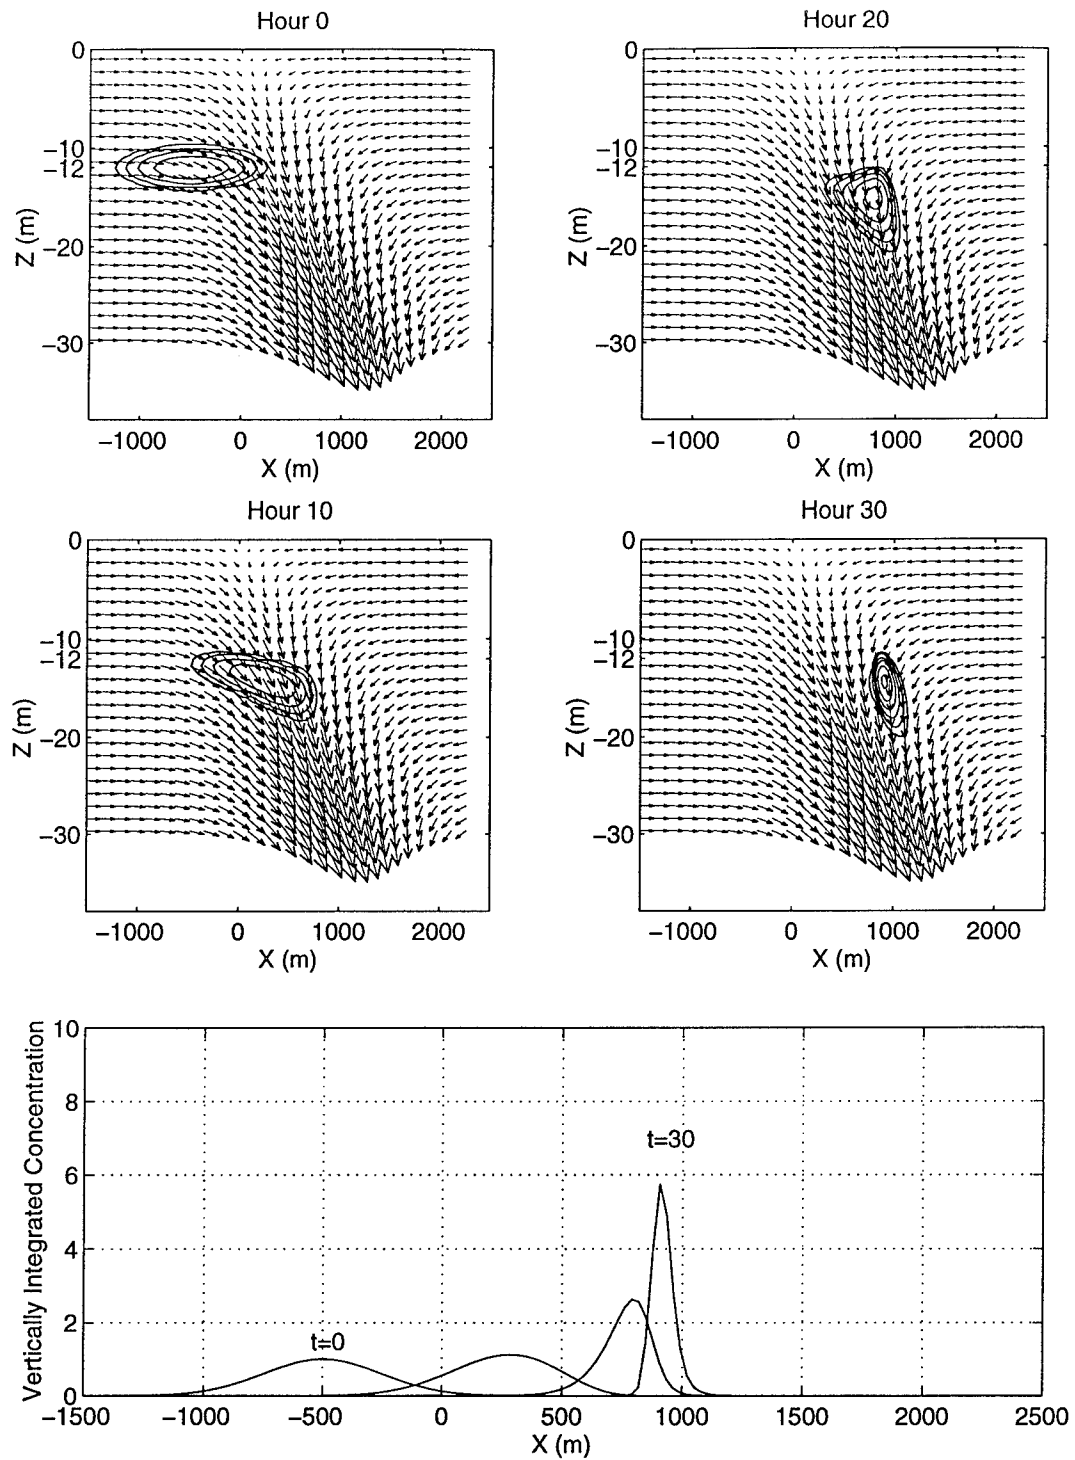 Hour 0
0
−10
−12
−20
−30
Z (m)
−1000 0 1000 2000
X (m)
Hour 20
0
−10
−12
−20
−30
Z (m)
−1000 0 1000 2000
X (m)
Hour 10
0
−10
−12
−20
−30
Z (m)
−1000 0 1000 2000
X (m)
Hour 30
0
−10
−12
−20
−30
Z (m)
−1000 0 1000 2000
X (m)
Vertically Integrated Concentration
10
8
6
4
2
0
t=30
t=0
−1500 −1000 −500 0 500 1000 1500 2000 2500
X (m)